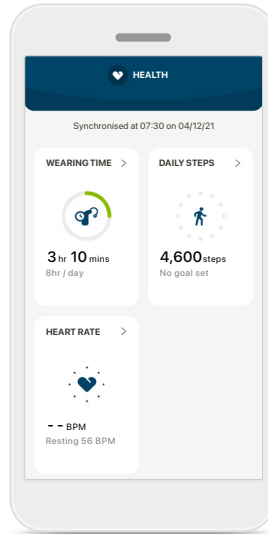 HEALTH
Synchronised at 07:30 on 04/12/21
WEARING TIME
3 hr 10 mins
8hr / day
DAILY STEPS
4,600 steps
No goal set
HEART RATE
-- BPM
Resting 56 BPM